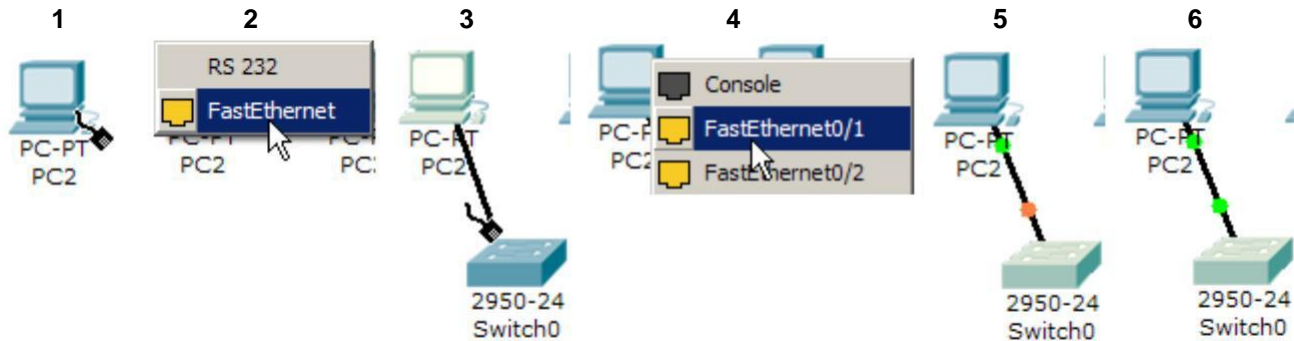 1 2 3 4 5 6
PC-PT
PC2
RS 232
FastEthernet
PC2
PC-PT
PC2
Console
FastEthernet0/1
FastEthernet0/2
PC2
PC-PT
PC2
PC-PT
PC2
2950-24
Switch0
2950-24
Switch0
2950-24
Switch0